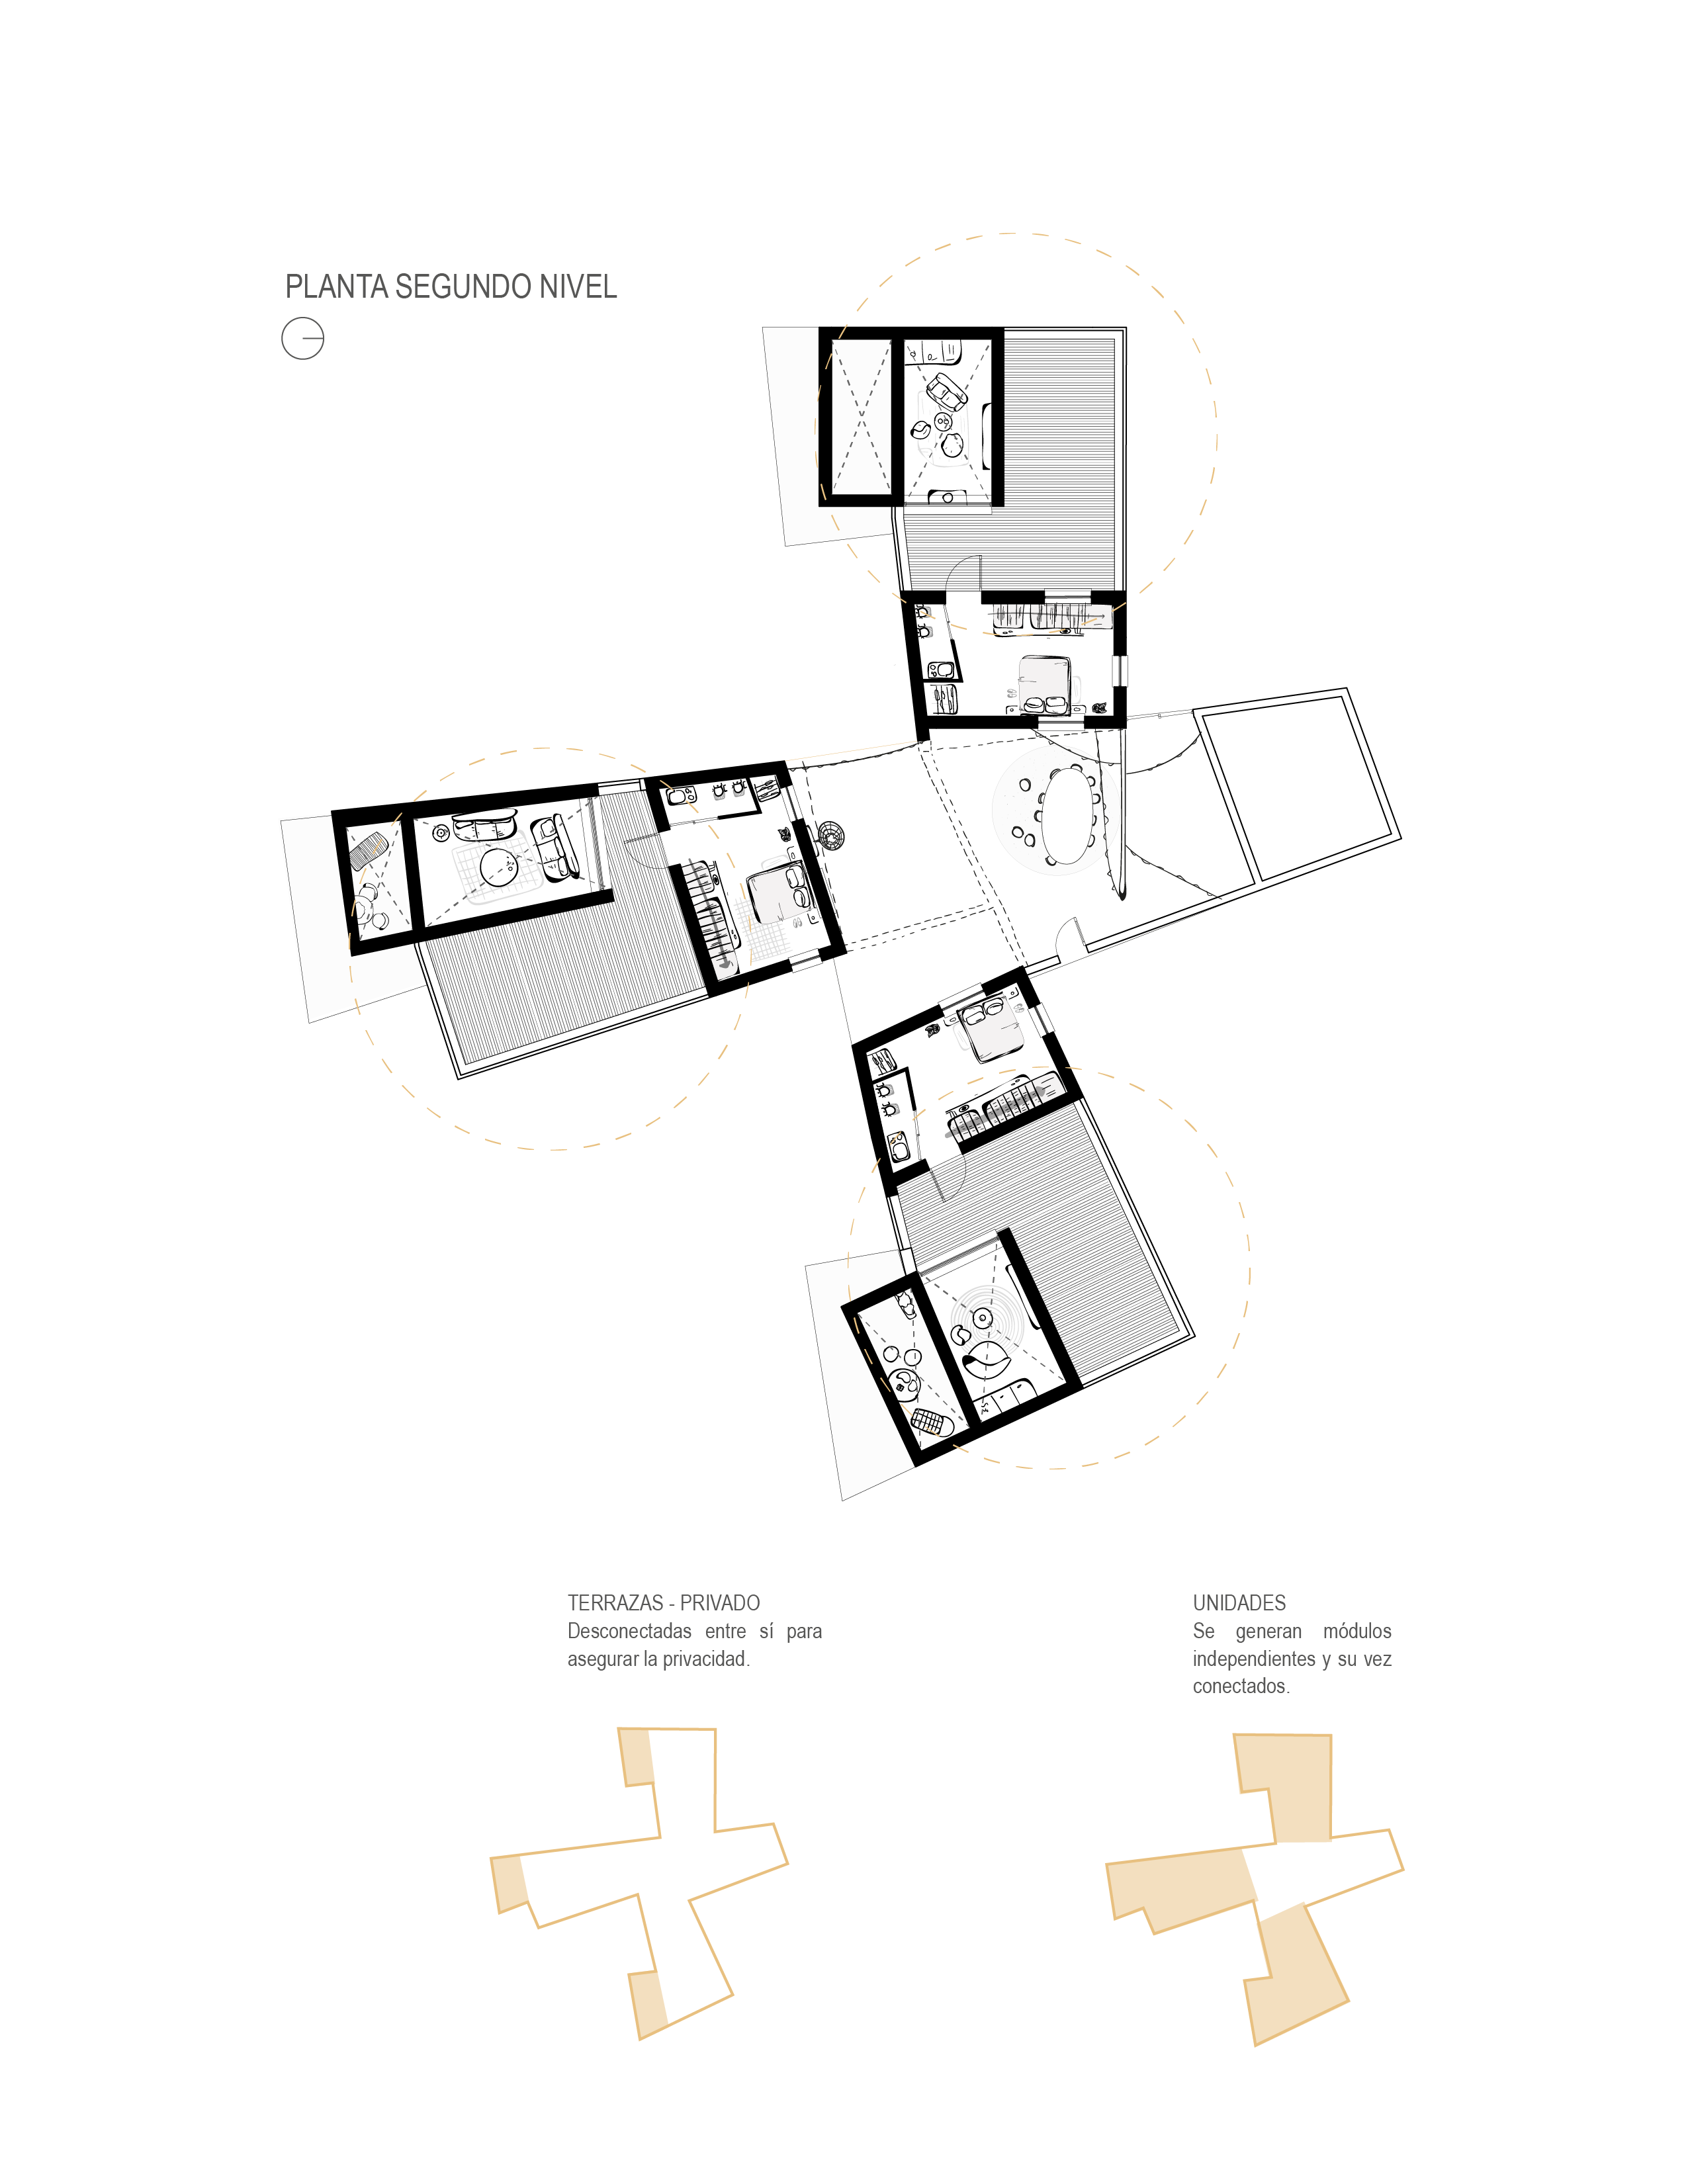 PLANTA SEGUNDO NIVEL
TERRAZAS - PRIVADO
Desconectadas entre sí para
asegurar la privacidad.
UNIDADES
Se generan módulos
independientes y su vez
conectados.